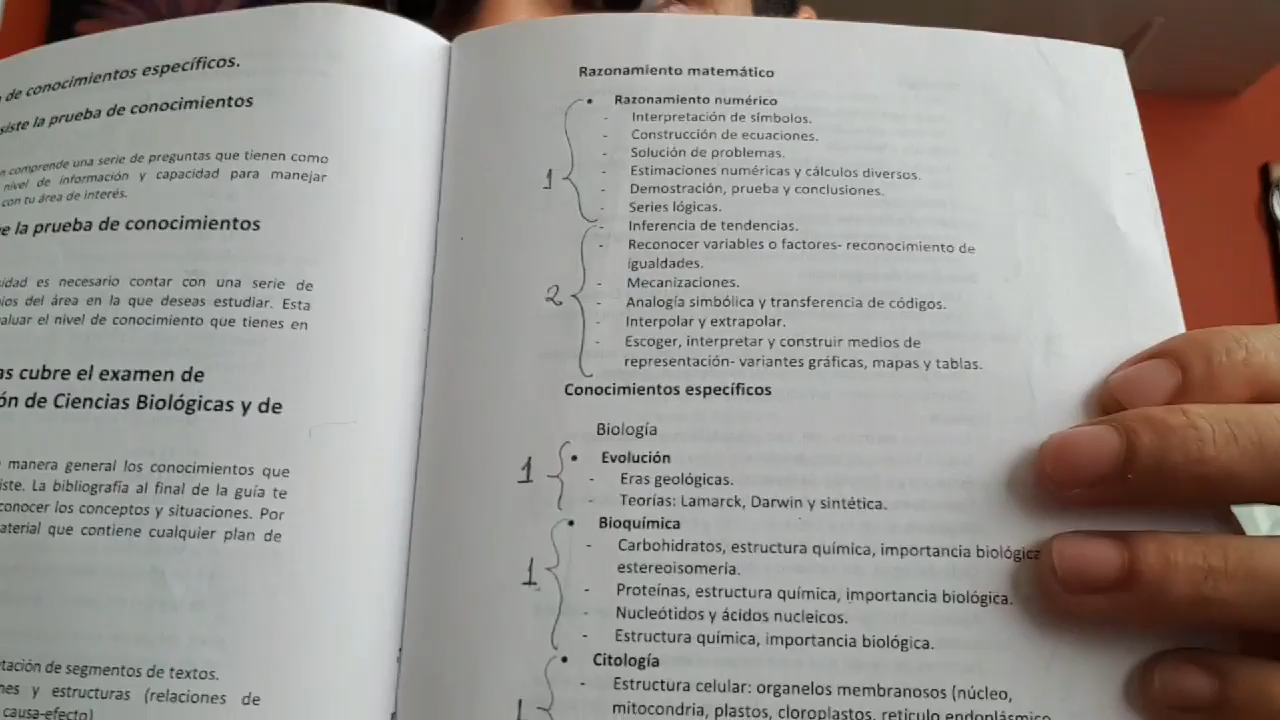 de conocimientos específicos.
siste la prueba de conocimientos
comprende una serie de preguntas que tienen como
nivel de información y capacidad para manejar
con tu área de interés.
e la prueba de conocimientos
sidad es necesario contar con una serie de
ios del área en la que deseas estudiar. Esta
aluar el nivel de conocimiento que tienes en
as cubre el examen de
ón de Ciencias Biológicas y de
manera general los conocimientos que
iste. La bibliografía al final de la guía te
conocer los conceptos y situaciones. Por
aterial que contiene cualquier plan de
tación de segmentos de textos.
nes y estructuras (relaciones de
causa-efecto)
Razonamiento matemático
• Razonamiento numérico
- Interpretación de símbolos.
- Construcción de ecuaciones.
- Solución de problemas.
- Estimaciones numéricas y cálculos diversos.
1
- Demostración, prueba y conclusiones.
- Series lógicas.
- Inferencia de tendencias.
- Reconocer variables o factores- reconocimiento de
igualdades.
- Mecanizaciones.
2
- Analogía simbólica y transferencia de códigos.
- Interpolar y extrapolar.
- Escoger, interpretar y construir medios de
representación- variantes gráficas, mapas y tablas.
Conocimientos específicos
Biología
• Evolución
1
- Eras geológicas.
- Teorías: Lamarck, Darwin y sintética.
• Bioquímica
- Carbohidratos, estructura química, importancia biológica
estereoisomería.
1
- Proteínas, estructura química, importancia biológica.
- Nucleótidos y ácidos nucleicos.
- Estructura química, importancia biológica.
• Citología
- Estructura celular: organelos membranosos (núcleo,
1
mitocondria, plastos, cloroplastos, retículo endoplásmico